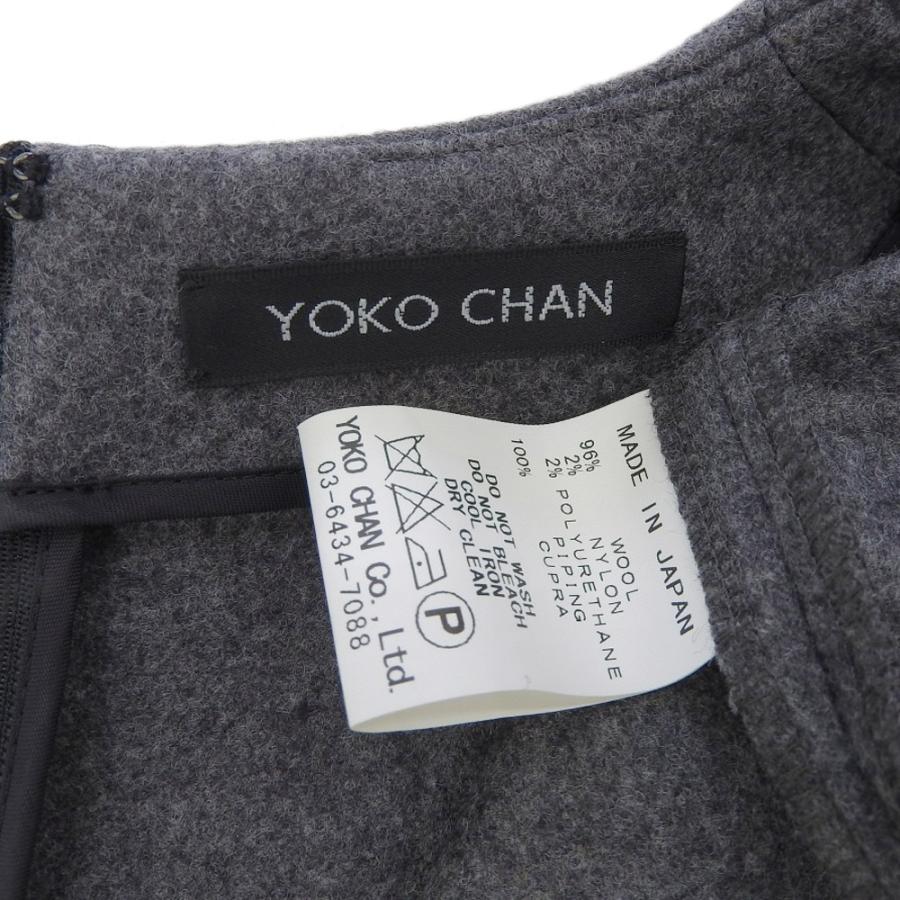 YOKO CHAN
MADE IN JAPAN
96% WOOL
2% NYLON
2% POLYURETHANE
PIPING
100% CUPRA
DO NOT WASH
DO NOT BLEACH
COOL IRON
DRY CLEAN
P
YOKO CHAN Co., Ltd.
03-6434-7088